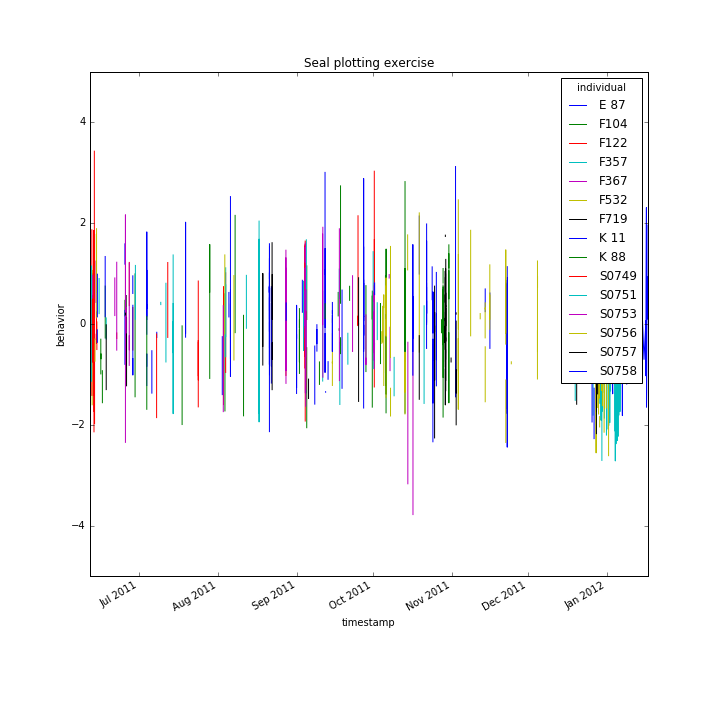 Seal plotting exercise
individual
E 87
F104
F122
F357
F367
F532
F719
K 11
K 88
S0749
S0751
S0753
S0756
S0757
S0758
4
2
0
−2
−4
behavior
Jul 2011
Aug 2011
Sep 2011
Oct 2011
Nov 2011
Dec 2011
Jan 2012
timestamp